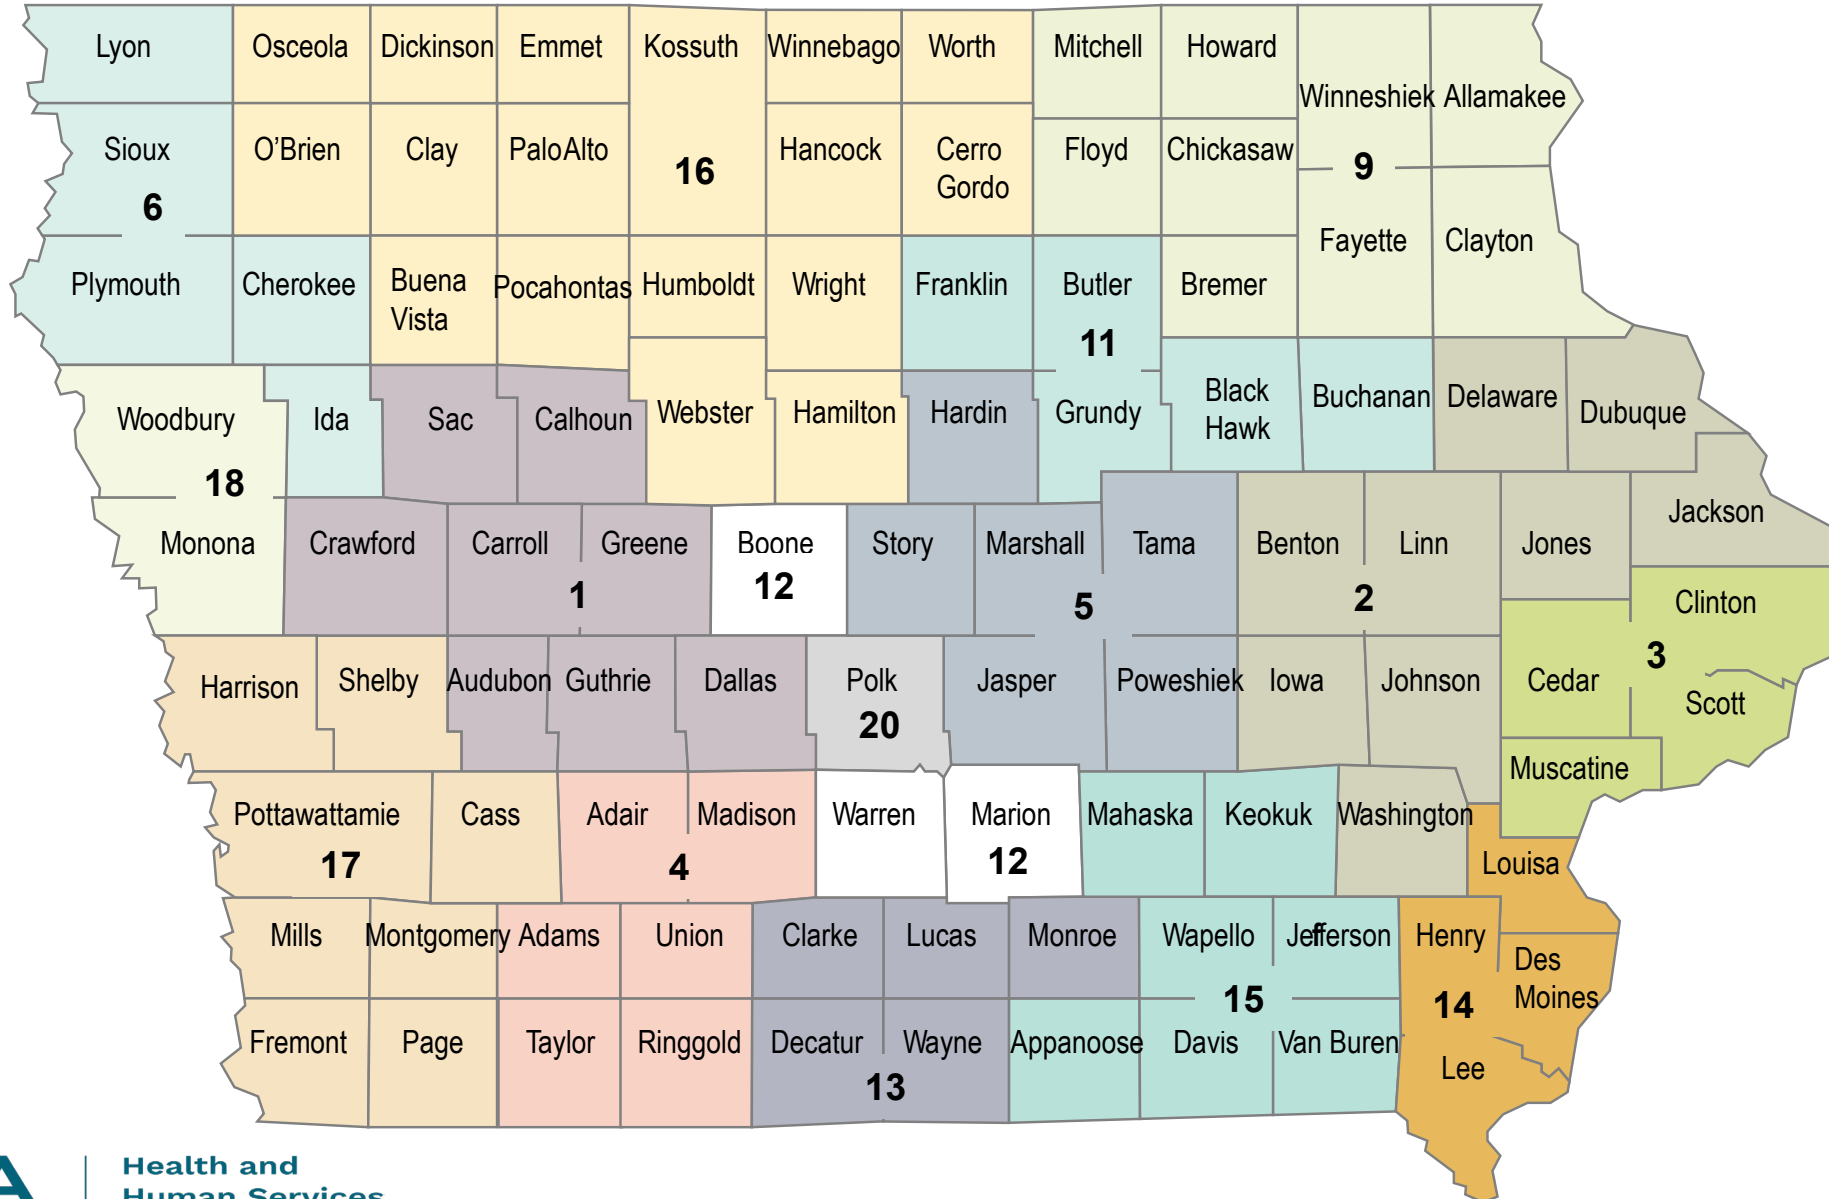 Lyon
Osceola
Dickinson
Emmet
Kossuth
Winnebago
Worth
Mitchell
Howard
Winneshiek
Allamakee
Sioux
O'Brien
Clay
PaloAlto
16
Hancock
Cerro
Gordo
Floyd
Chickasaw
9
6
Fayette
Clayton
Plymouth
Cherokee
Buena
Vista
Pocahontas
Humboldt
Wright
Franklin
Butler
Bremer
11
Woodbury
Ida
Sac
Calhoun
Webster
Hamilton
Hardin
Grundy
Black
Hawk
Buchanan
Delaware
Dubuque
18
Monona
Crawford
Carroll
Greene
Boone
Story
Marshall
Tama
Benton
Linn
Jones
Jackson
1
12
5
2
Clinton
3
Harrison
Shelby
Audubon
Guthrie
Dallas
Polk
Jasper
Poweshiek
Iowa
Johnson
Cedar
Scott
20
Muscatine
Pottawattamie
Cass
Adair
Madison
Warren
Marion
Mahaska
Keokuk
Washington
17
4
12
Louisa
Mills
Montgomery
Adams
Union
Clarke
Lucas
Monroe
Wapello
Jefferson
Henry
Des
Moines
15
14
Fremont
Page
Taylor
Ringgold
Decatur
Wayne
Appanoose
Davis
Van Buren
Lee
13
Health and
Human Services